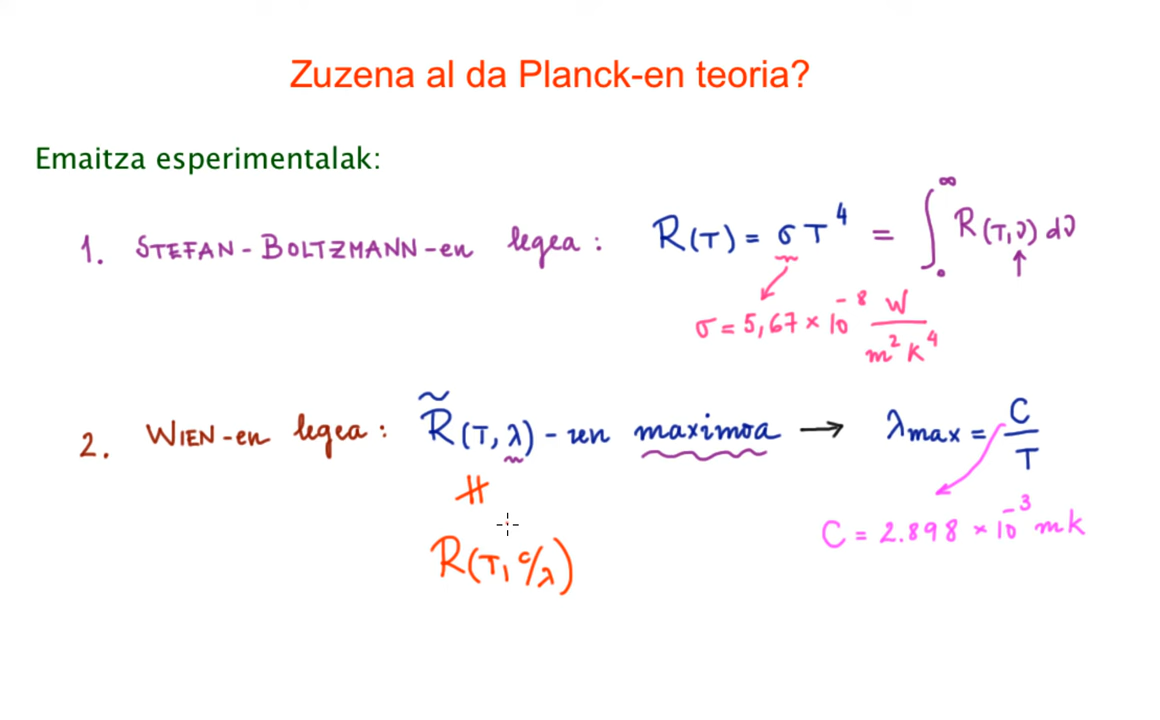 Zuzena al da Planck-en teoria?
Emaitza esperimentalak:
1. STEFAN-BOLTZMANN-en legea: R(T) = σT⁴ = ∫₀^∞ R(T,ν)dν
↑
σ = 5,67 × 10⁻⁸ W/m²K⁴
2. WIEN-en legea: R̃(T,λ)-ren maximoa → λmax = C/T
≠
C = 2.898 × 10⁻³ mk
R(T, c/λ)